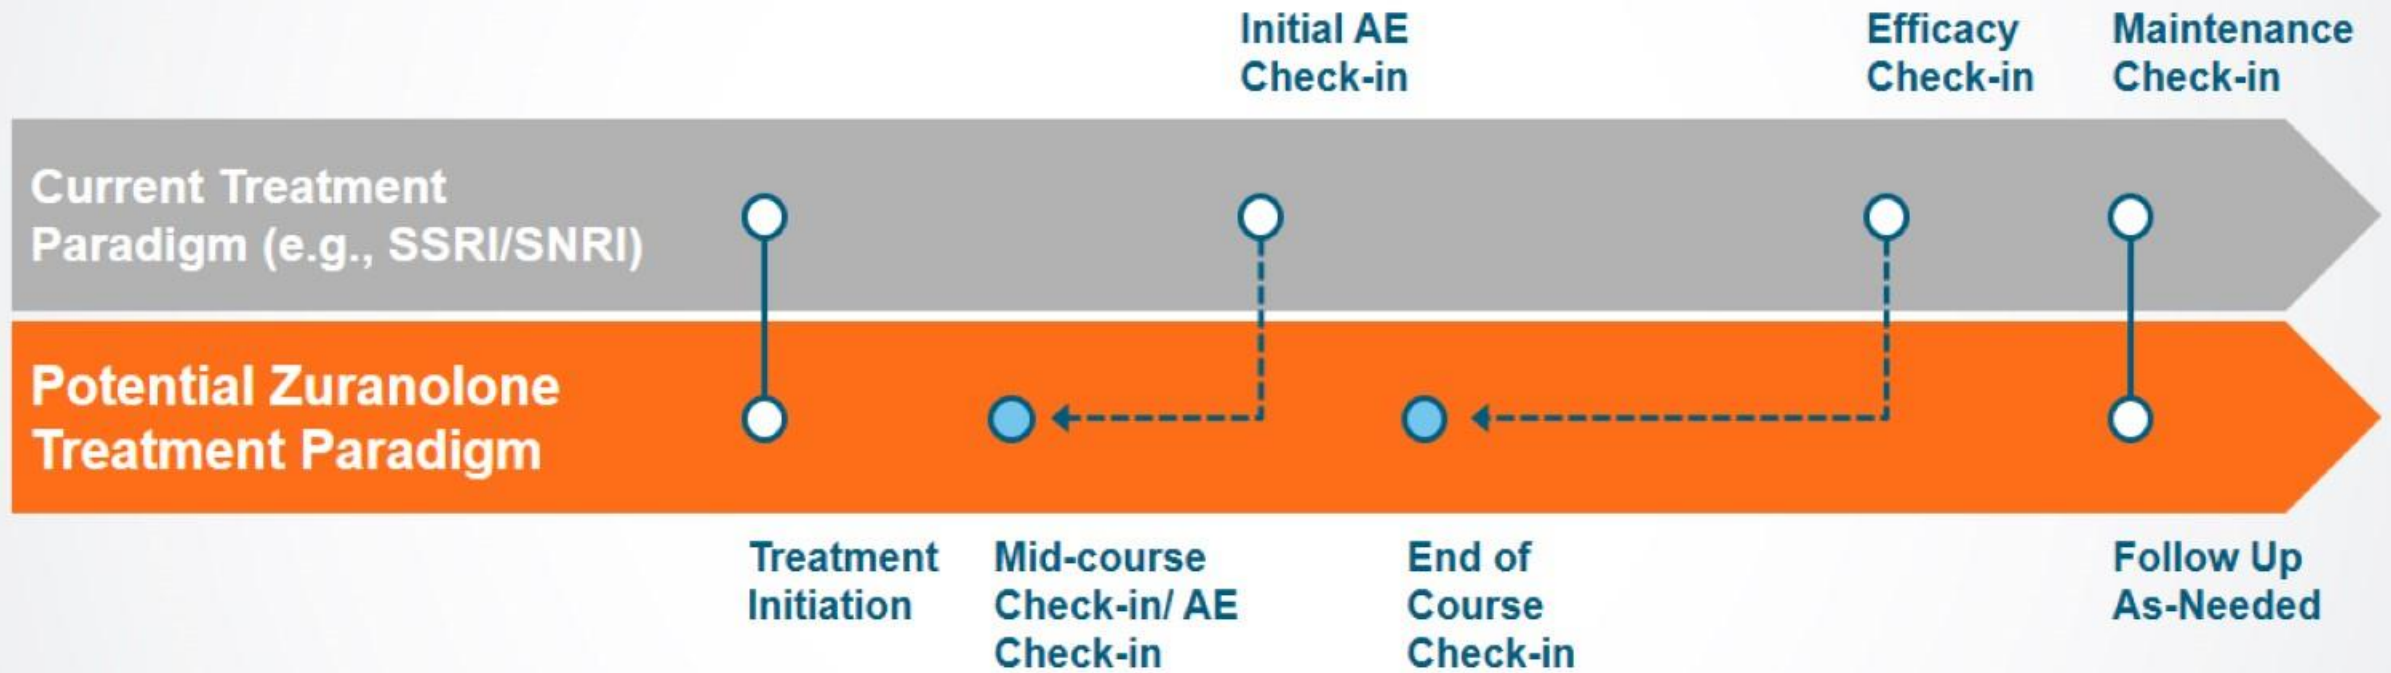 Initial AE
Check-in
Efficacy
Check-in
Maintenance
Check-in
Current Treatment
Paradigm (e.g., SSRI/SNRI)
Potential Zuranolone
Treatment Paradigm
Treatment
Initiation
Mid-course
Check-in/ AE
Check-in
End of
Course
Check-in
Follow Up
As-Needed